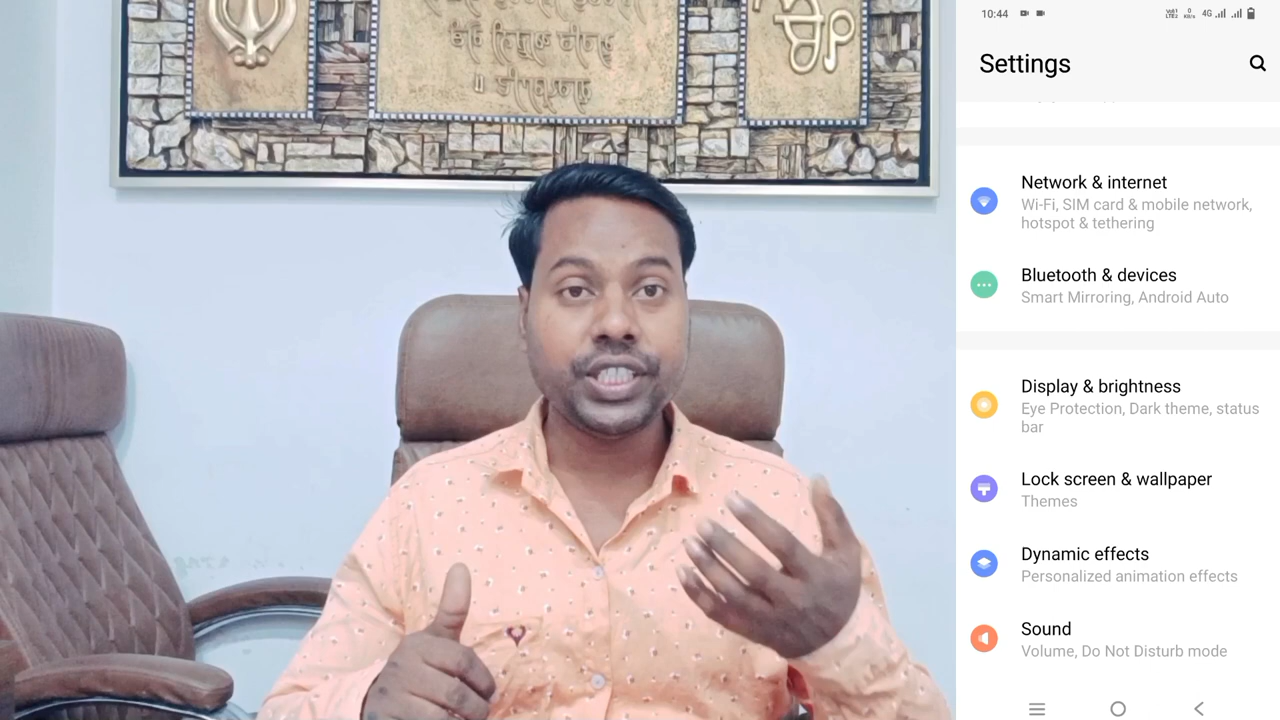 ੴ
10:44
4G
Settings
Network & internet
Wi-Fi, SIM card & mobile network,
hotspot & tethering
Bluetooth & devices
Smart Mirroring, Android Auto
Display & brightness
Eye Protection, Dark theme, status
bar
Lock screen & wallpaper
Themes
Dynamic effects
Personalized animation effects
Sound
Volume, Do Not Disturb mode